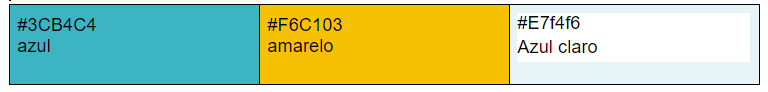 #3CB4C4
azul
#F6C103
amarelo
#E7f4f6
Azul claro